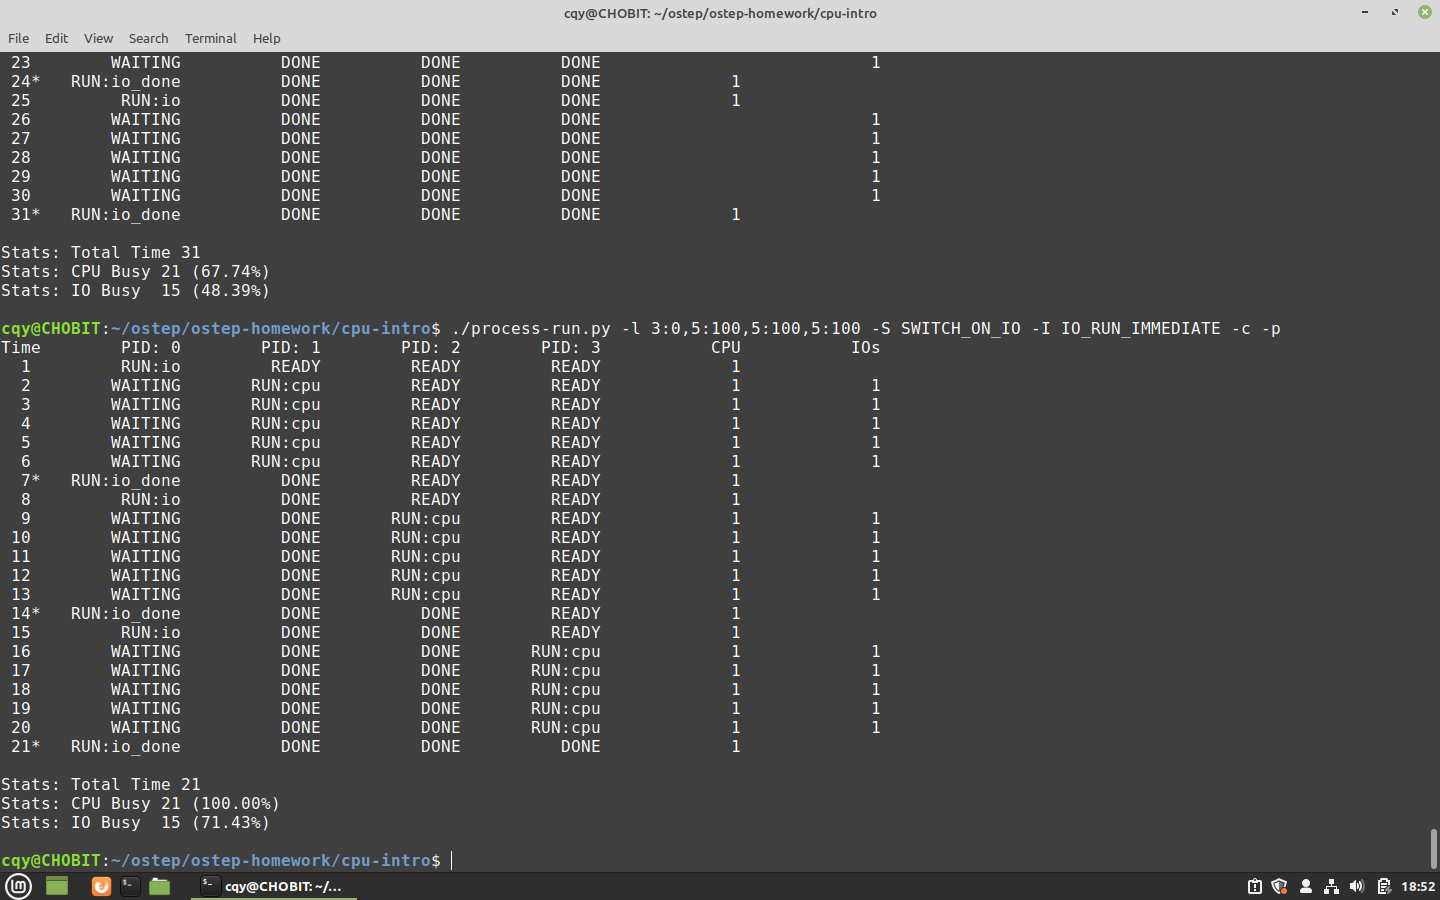 cqy@CHOBIT: ~/ostep/ostep-homework/cpu-intro
File Edit View Search Terminal Help
23 WAITING DONE DONE DONE 1
24* RUN:io_done DONE DONE DONE 1
25 RUN:io DONE DONE DONE 1
26 WAITING DONE DONE DONE 1
27 WAITING DONE DONE DONE 1
28 WAITING DONE DONE DONE 1
29 WAITING DONE DONE DONE 1
30 WAITING DONE DONE DONE 1
31* RUN:io_done DONE DONE DONE 1
Stats: Total Time 31
Stats: CPU Busy 21 (67.74%)
Stats: IO Busy  15 (48.39%)
cqy@CHOBIT:~/ostep/ostep-homework/cpu-intro$ ./process-run.py -l 3:0,5:100,5:100,5:100 -S SWITCH_ON_IO -I IO_RUN_IMMEDIATE -c -p
Time PID: 0 PID: 1 PID: 2 PID: 3 CPU IOs
1 RUN:io READY READY READY 1
2 WAITING RUN:cpu READY READY 1 1
3 WAITING RUN:cpu READY READY 1 1
4 WAITING RUN:cpu READY READY 1 1
5 WAITING RUN:cpu READY READY 1 1
6 WAITING RUN:cpu READY READY 1 1
7* RUN:io_done DONE READY READY 1
8 RUN:io DONE READY READY 1
9 WAITING DONE RUN:cpu READY 1 1
10 WAITING DONE RUN:cpu READY 1 1
11 WAITING DONE RUN:cpu READY 1 1
12 WAITING DONE RUN:cpu READY 1 1
13 WAITING DONE RUN:cpu READY 1 1
14* RUN:io_done DONE DONE READY 1
15 RUN:io DONE DONE READY 1
16 WAITING DONE DONE RUN:cpu 1 1
17 WAITING DONE DONE RUN:cpu 1 1
18 WAITING DONE DONE RUN:cpu 1 1
19 WAITING DONE DONE RUN:cpu 1 1
20 WAITING DONE DONE RUN:cpu 1 1
21* RUN:io_done DONE DONE DONE 1
Stats: Total Time 21
Stats: CPU Busy 21 (100.00%)
Stats: IO Busy  15 (71.43%)
cqy@CHOBIT:~/ostep/ostep-homework/cpu-intro$
cqy@CHOBIT: ~/... 18:52